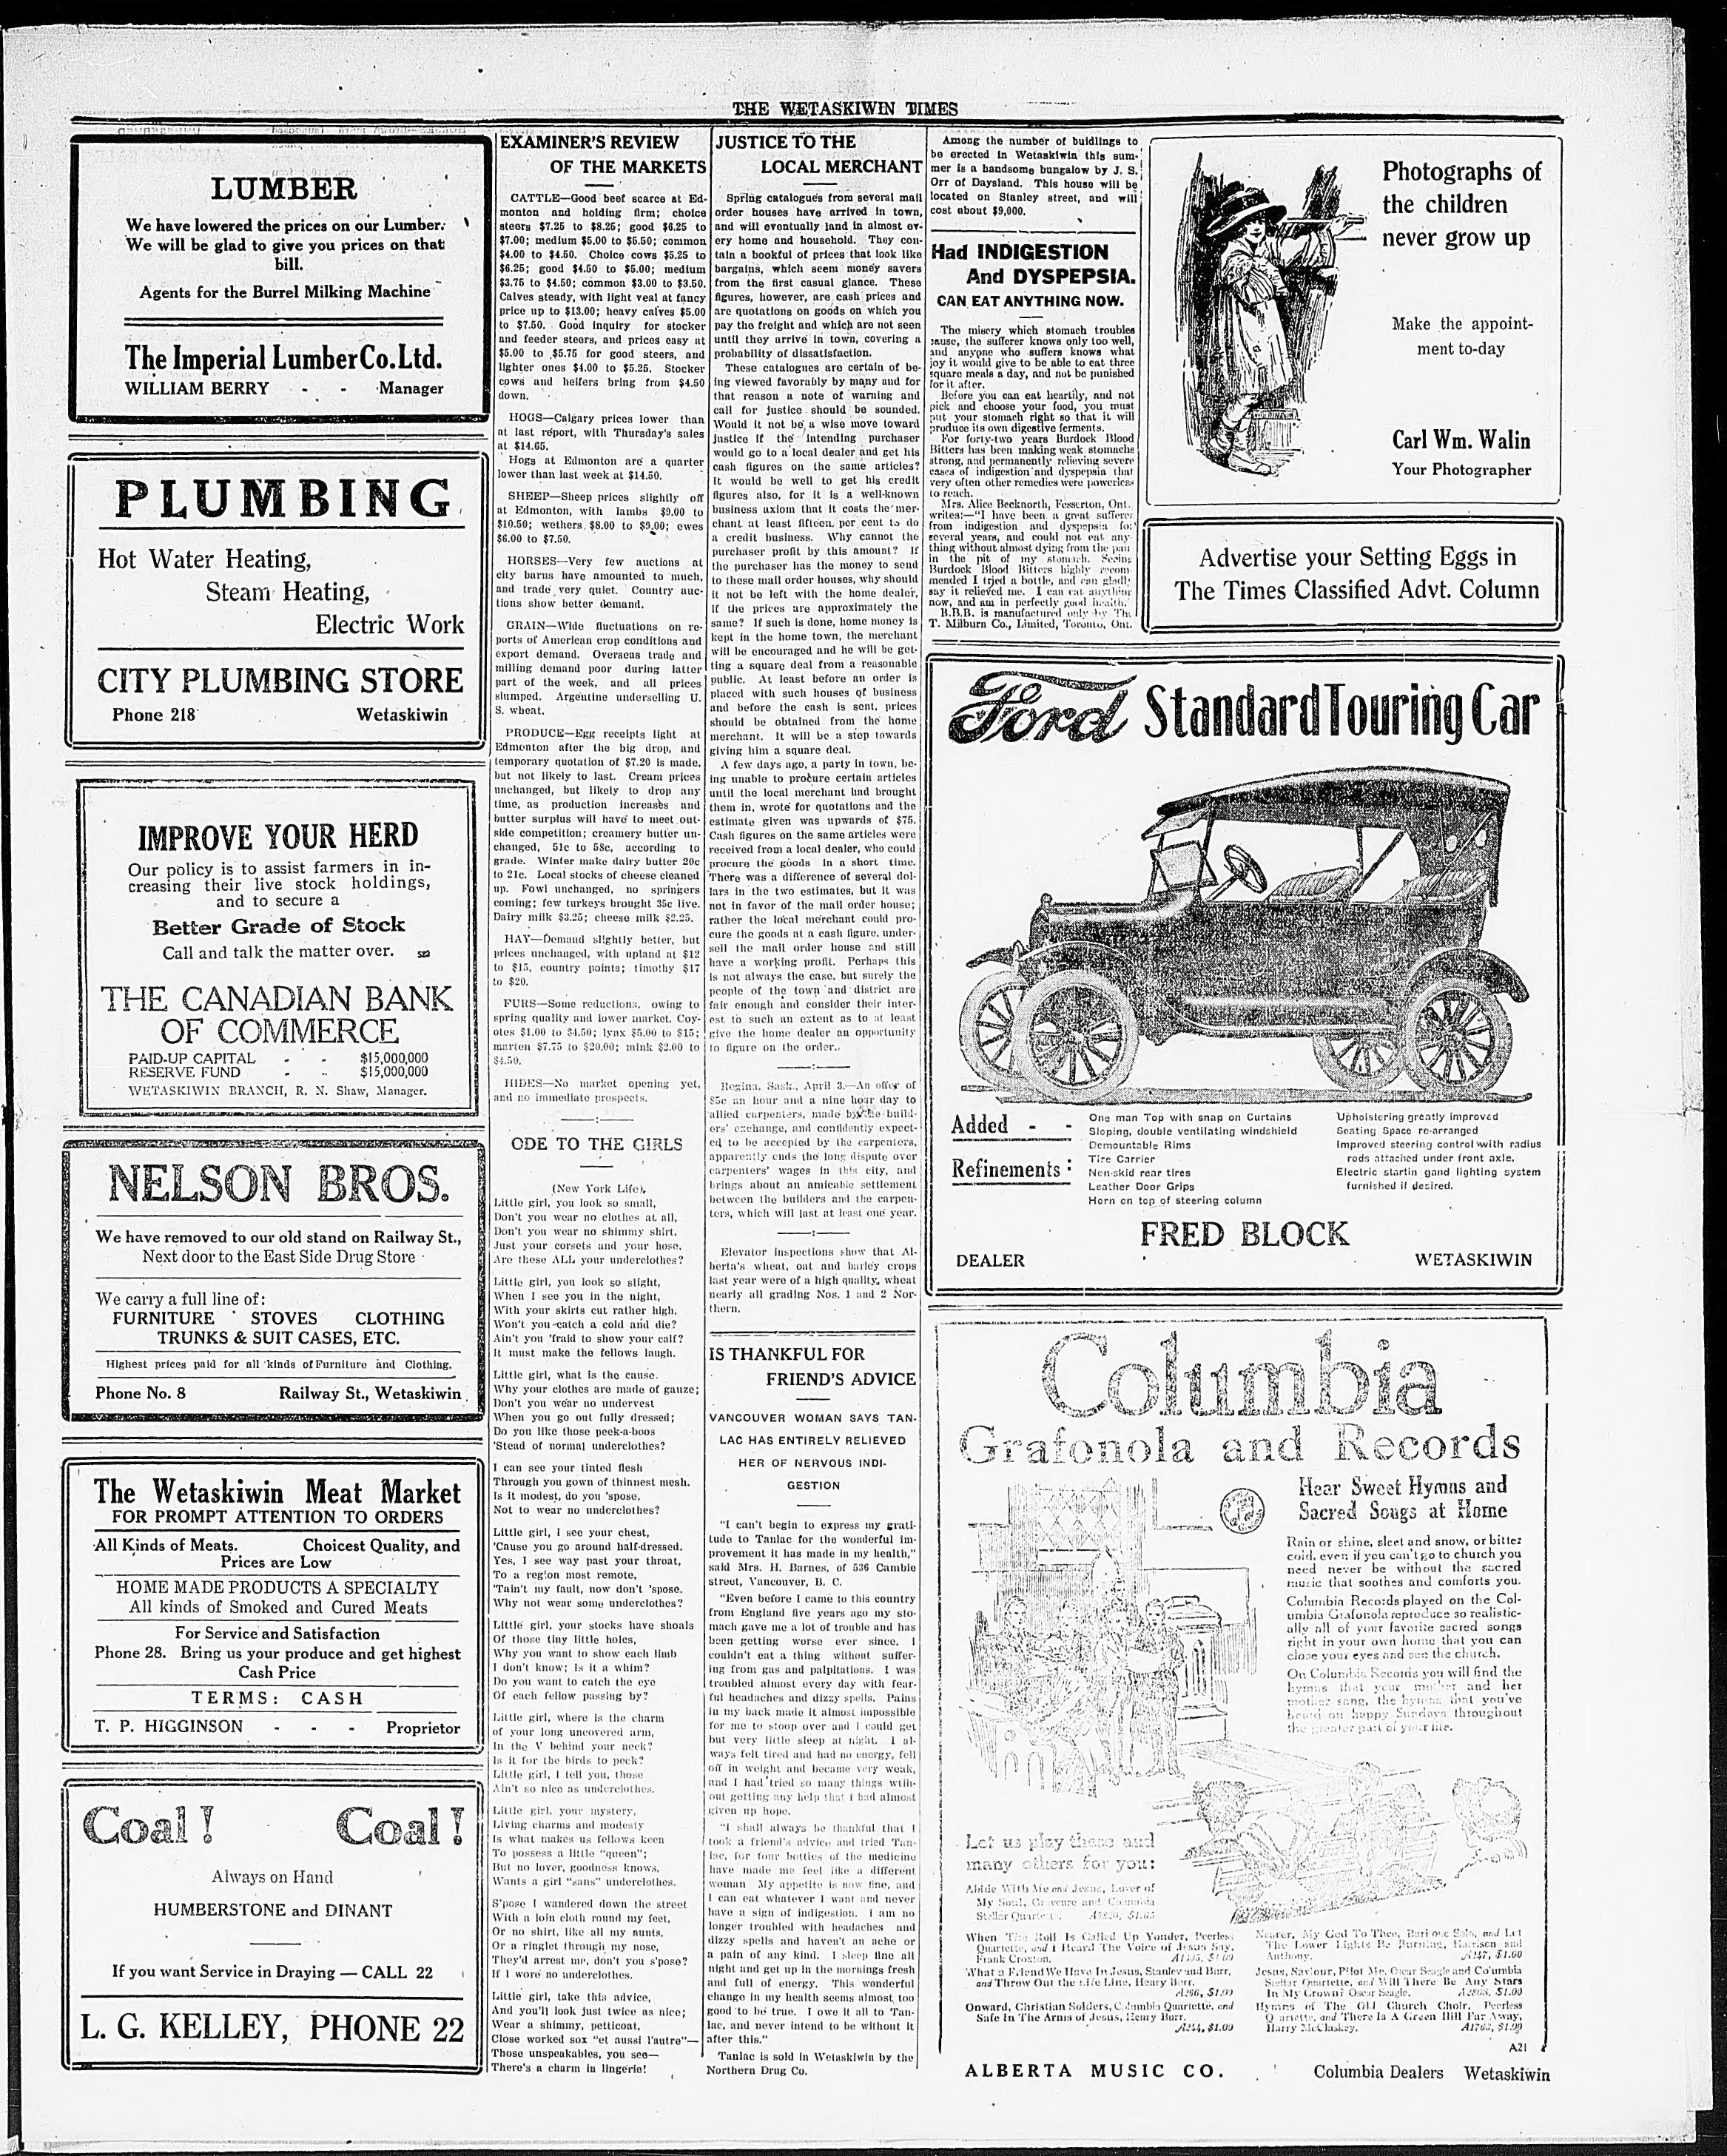 THE WETASKIWIN TIMES
LUMBER
We have lowered the prices on our Lumber.
We will be glad to give you prices on that
bill.
Agents for the Burrel Milking Machine
The Imperial Lumber Co. Ltd.
WILLIAM BERRY - - Manager
PLUMBING
Hot Water Heating,
Steam Heating,
Electric Work
CITY PLUMBING STORE
Phone 218 Wetaskiwin
IMPROVE YOUR HERD
Our policy is to assist farmers in in-
creasing their live stock holdings,
and to secure a
Better Grade of Stock
Call and talk the matter over.
THE CANADIAN BANK
OF COMMERCE
PAID-UP CAPITAL - - $15,000,000
RESERVE FUND - - $15,000,000
WETASKIWIN BRANCH, R. N. Shaw, Manager.
NELSON BROS.
We have removed to our old stand on Railway St.,
Next door to the East Side Drug Store
We carry a full line of:
FURNITURE STOVES CLOTHING
TRUNKS & SUIT CASES, ETC.
Highest prices paid for all kinds of Furniture and Clothing.
Phone No. 8 Railway St., Wetaskiwin
The Wetaskiwin Meat Market
FOR PROMPT ATTENTION TO ORDERS
All Kinds of Meats. Choicest Quality, and
Prices are Low
HOME MADE PRODUCTS A SPECIALTY
All kinds of Smoked and Cured Meats
For Service and Satisfaction
Phone 28. Bring us your produce and get highest
Cash Price
TERMS: CASH
T. P. HIGGINSON - - - Proprietor
Coal! Coal!
Always on Hand
HUMBERSTONE and DINANT
If you want Service in Draying — CALL 22
L. G. KELLEY, PHONE 22
EXAMINER'S REVIEW
OF THE MARKETS
CATTLE—Good beef scarce at Ed-
monton and holding firm; choice
steers $7.25 to $8.25; good $6.25 to
$7.00; medium $5.00 to $5.50; common
$4.00 to $4.50. Choice cows $5.25 to
$6.25; good $4.50 to $5.00; medium
$3.75 to $4.50; common $3.00 to $3.50.
Calves steady, with light veal at fancy
price up to $13.00; heavy calves $5.00
to $7.50. Good inquiry for stocker
and feeder steers, and prices easy at
$5.00 to $5.75 for good steers, and
lighter ones $4.00 to $5.25. Stocker
cows and heifers bring from $4.50
down.
HOGS—Calgary prices lower than
at last report, with Thursday's sales
at $14.65.
Hogs at Edmonton are a quarter
lower than last week at $14.50.
SHEEP—Sheep prices slightly off
at Edmonton, with lambs $9.00 to
$10.50; wethers $8.00 to $9.00; ewes
$6.00 to $7.50.
HORSES—Very few auctions at
city barns have amounted to much,
and trade very quiet. Country auc-
tions show better demand.
GRAIN—Wide fluctuations on re-
ports of American crop conditions and
export demand. Overseas trade and
milling demand poor during latter
part of the week, and all prices
slumped. Argentine underselling U.
S. wheat.
PRODUCE—Egg receipts light at
Edmonton after the big drop, and
temporary quotation of $7.20 is made,
but not likely to last. Cream prices
unchanged, but likely to drop any
time, as production increases and
butter surplus will have to meet out-
side competition; creamery butter un-
changed, 51c to 58c, according to
grade. Winter make dairy butter 20c
to 21c. Local stocks of cheese cleaned
up. Fowl unchanged, no springers
coming; few turkeys brought 35c live.
Dairy milk $3.25; cheese milk $2.25.
HAY—Demand slightly better, but
prices unchanged, with upland at $12
to $15, country points; timothy $17
to $20.
FURS—Some reductions, owing to
spring quality and lower market. Coy-
otes $1.00 to $4.50; lynx $5.00 to $15;
marten $7.75 to $20.00; mink $2.00 to
$4.50.
HIDES—No market opening yet,
and no immediate prospects.
ODE TO THE GIRLS
(New York Life).
Little girl, you look so small,
Don't you wear no clothes at all,
Don't you wear no shimmy shirt,
Just your corsets and your hose,
Are these ALL your underclothes?
Little girl, you look so slight,
When I see you in the night,
With your skirts cut rather high.
Won't you catch a cold and die?
Ain't you 'fraid to show your calf?
It must make the fellows laugh.
Little girl, what is the cause.
Why your clothes are made of gauze;
Don't you wear no undervest
When you go out fully dressed;
Do you like those peek-a-boos
'Stead of normal underclothes?
I can see your tinted flesh
Through you gown of thinnest mesh.
Is it modest, do you 'spose,
Not to wear no underclothes?
Little girl, I see your chest,
'Cause you go around half-dressed.
Yes, I see way past your throat,
To a region most remote,
'Tain't my fault, now don't 'spose.
Why not wear some underclothes?
Little girl, your stocks have shoals
Of those tiny little holes,
Why you want to show each limb
I don't know; Is it a whim?
Do you want to catch the eye
Of each fellow passing by?
Little girl, where is the charm
of your long uncovered arm,
In the V behind your neck?
Is it for the birds to peck?
Little girl, I tell you, those
Ain't so nice as underclothes.
Little girl, your mystery,
Living charms and modesty
Is what makes us fellows keen
To possess a little "queen";
But no lover, goodness knows,
Wants a girl "sans" underclothes.
S'pose I wandered down the street
With a loin cloth round my feet,
Or no shirt, like all my aunts,
Or a ringlet through my nose,
They'd arrest me, don't you s'pose?
If I wore no underclothes.
Little girl, take this advice,
And you'll look just twice as nice;
Wear a shimmy, petticoat,
Close worked sox "et aussi l'autre"—
Those unspeakables, you see—
There's a charm in lingerie!
JUSTICE TO THE
LOCAL MERCHANT
Spring catalogues from several mail
order houses have arrived in town,
and will eventually land in almost ev-
ery home and household. They con-
tain a bookful of prices that look like
bargains, which seem money savers
from the first casual glance. These
figures, however, are cash prices and
are quotations on goods on which you
pay the freight and which are not seen
until they arrive in town, covering a
probability of dissatisfaction.
These catalogues are certain of be-
ing viewed favorably by many and for
that reason a note of warning and
call for justice should be sounded.
Would it not be a wise move toward
justice if the intending purchaser
would go to a local dealer and get his
cash figures on the same articles?
It would be well to get his credit
figures also, for it is a well-known
business axiom that it costs the mer-
chant at least fifteen per cent to do
a credit business. Why cannot the
purchaser profit by this amount? If
the purchaser has the money to send
to these mail order houses, why should
it not be left with the home dealer,
if the prices are approximately the
same? If such is done, home money is
kept in the home town, the merchant
will be encouraged and he will be get-
ting a square deal from a reasonable
public. At least before an order is
placed with such houses of business
and before the cash is sent, prices
should be obtained from the home
merchant. It will be a step towards
giving him a square deal.
A few days ago, a party in town, be-
ing unable to procure certain articles
until the local merchant had brought
them in, wrote for quotations and the
estimate given was upwards of $75.
Cash figures on the same articles were
received from a local dealer, who could
procure the goods in a short time.
There was a difference of several dol-
lars in the two estimates, but it was
not in favor of the mail order house;
rather the local merchant could pro-
cure the goods at a cash figure, under-
sell the mail order house and still
have a working profit. Perhaps this
is not always the case, but surely the
people of the town and district are
fair enough and consider their inter-
est to such an extent as to at least
give the home dealer an opportunity
to figure on the order.
Regina, Sask., April 3.—An offer of
85c an hour and a nine hour day to
allied carpenters, made by the build-
ers' exchange, and confidently expect-
ed to be accepted by the carpenters,
apparently ends the long dispute over
carpenters' wages in this city, and
brings about an amicable settlement
between the builders and the carpen-
ters, which will last at least one year.
Elevator inspections show that Al-
berta's wheat, oat and barley crops
last year were of a high quality, wheat
nearly all grading Nos. 1 and 2 Nor-
thern.
IS THANKFUL FOR
FRIEND'S ADVICE
VANCOUVER WOMAN SAYS TAN-
LAC HAS ENTIRELY RELIEVED
HER OF NERVOUS INDI-
GESTION
"I can't begin to express my grati-
tude to Tanlac for the wonderful im-
provement it has made in my health,"
said Mrs. H. Barnes, of 536 Cambie
street, Vancouver, B. C.
"Even before I came to this country
from England five years ago my sto-
mach gave me a lot of trouble and has
been getting worse ever since. I
couldn't eat a thing without suffer-
ing from gas and palpitations. I was
troubled almost every day with fear-
ful headaches and dizzy spells. Pains
in my back made it almost impossible
for me to stoop over and I could get
but very little sleep at night. I al-
ways felt tired and had no energy, fell
off in weight and became very weak,
and I had tried so many things with-
out getting any help that I had almost
given up hope.
"I shall always be thankful that I
took a friend's advice and tried Tan-
lac, for four bottles of the medicine
have made me feel like a different
woman My appetite is now fine, and
I can eat whatever I want and never
have a sign of indigestion. I am no
longer troubled with headaches and
dizzy spells and haven't an ache or
a pain of any kind. I sleep fine all
night and get up in the mornings fresh
and full of energy. This wonderful
change in my health seems almost too
good to be true. I owe it all to Tan-
lac, and never intend to be without it
after this."
Tanlac is sold in Wetaskiwin by the
Northern Drug Co.
Among the number of buidlings to
be erected in Wetaskiwin this sum-
mer is a handsome bungalow by J. S.
Orr of Daysland. This house will be
located on Stanley street, and will
cost about $9,000.
Had INDIGESTION
And DYSPEPSIA.
CAN EAT ANYTHING NOW.
The misery which stomach troubles
cause, the sufferer knows only too well,
and anyone who suffers knows what
joy it would give to be able to eat three
square meals a day, and not be punished
for it after.
Before you can eat heartily, and not
pick and choose your food, you must
put your stomach right so that it will
produce its own digestive ferments.
For forty-two years Burdock Blood
Bitters has been making weak stomachs
strong, and permanently relieving severe
cases of indigestion and dyspepsia that
very often other remedies were powerless
to reach.
Mrs. Alice Becknorth, Fesserton, Ont.
writes:—"I have been a great sufferer
from indigestion and dyspepsia for
several years, and could not eat any-
thing without almost dying from the pain
in the pit of my stomach. Seeing
Burdock Blood Bitters highly recom-
mended I tried a bottle, and can gladly
say it relieved me. I can eat anything
now, and am in perfectly good health."
B.B.B. is manufactured only by The
T. Milburn Co., Limited, Toronto, Ont.
Photographs of
the children
never grow up
Make the appoint-
ment to-day
Carl Wm. Walin
Your Photographer
Advertise your Setting Eggs in
The Times Classified Advt. Column
Ford Standard Touring Car
Added - -
Refinements:
One man Top with snap on Curtains
Sloping, double ventilating windshield
Demountable Rims
Tire Carrier
Non-skid rear tires
Leather Door Grips
Horn on top of steering column
Upholstering greatly improved
Seating Space re-arranged
Improved steering control with radius
rods attached under front axle.
Electric startin gand lighting system
furnished if desired.
FRED BLOCK
DEALER WETASKIWIN
Columbia
Grafonola and Records
Hear Sweet Hymns and
Sacred Songs at Home
Rain or shine, sleet and snow, or bitter
cold, even if you can't go to church you
need never be without the sacred
music that soothes and comforts you.
Columbia Records played on the Col-
umbia Grafonola reproduce so realistic-
ally all of your favorite sacred songs
right in your own home that you can
close your eyes and see the church.
On Columbia Records you will find the
hymns that your mother and her
mother sang, the hymns that you've
heard on happy Sundays throughout
the greater part of your life.
Let us play these and
many others for you:
Abide With Me and Jesus, Lover of
My Soul, Columbia
Stellar Quartet. $1.65
When The Roll Is Called Up Yonder, Peerless
Quartette, and I Heard The Voice of Jesus Say,
Frank Croxton. $1.00
What a Friend We Have In Jesus, Stanley and Burr,
and Throw Out the Life Line, Henry Burr.
A266, $1.00
Onward, Christian Solders, Columbia Quartette, and
Safe In The Arms of Jesus, Henry Burr.
A244, $1.00
Nearer, My God To Thee, Baritone Solo, and Let
The Lower Lights Be Burning, Harrison and
Anthony. A247, $1.00
Jesus, Saviour, Pilot Me, Oscar Seagle and Columbia
Stellar Quartette, and Will There Be Any Stars
In My Crown? Oscar Seagle. $1.00
Hymns of The Old Church Choir, Peerless
Quartette, and There Is A Green Hill Far Away,
Harry McClaskey. A1763, $1.00
A21
ALBERTA MUSIC CO. Columbia Dealers Wetaskiwin